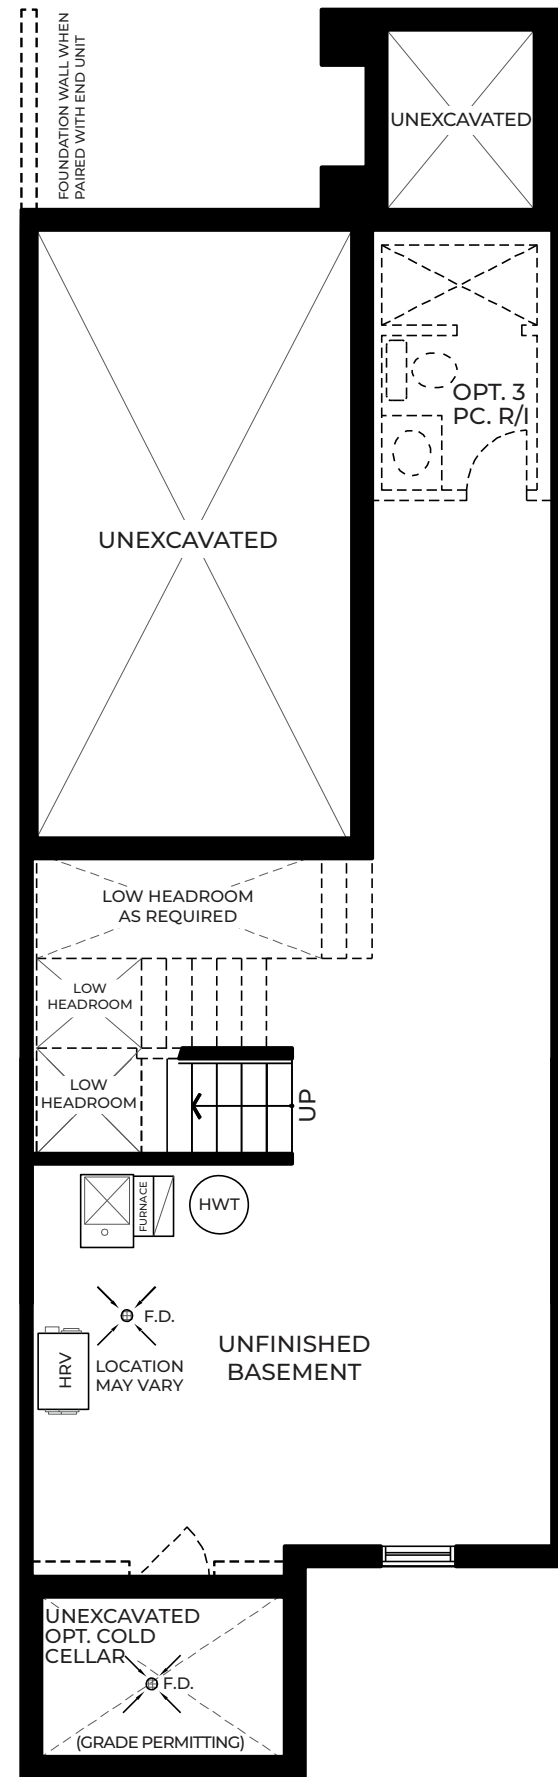 FOUNDATION WALL WHEN
PAIRED WITH END UNIT
UNEXCAVATED
OPT. 3
PC. R/I
UNEXCAVATED
LOW HEADROOM
AS REQUIRED
LOW
HEADROOM
LOW
HEADROOM
UP
FURNACE
HWT
F.D.
HRV
LOCATION
MAY VARY
UNFINISHED
BASEMENT
UNEXCAVATED
OPT. COLD
CELLAR
F.D.
(GRADE PERMITTING)